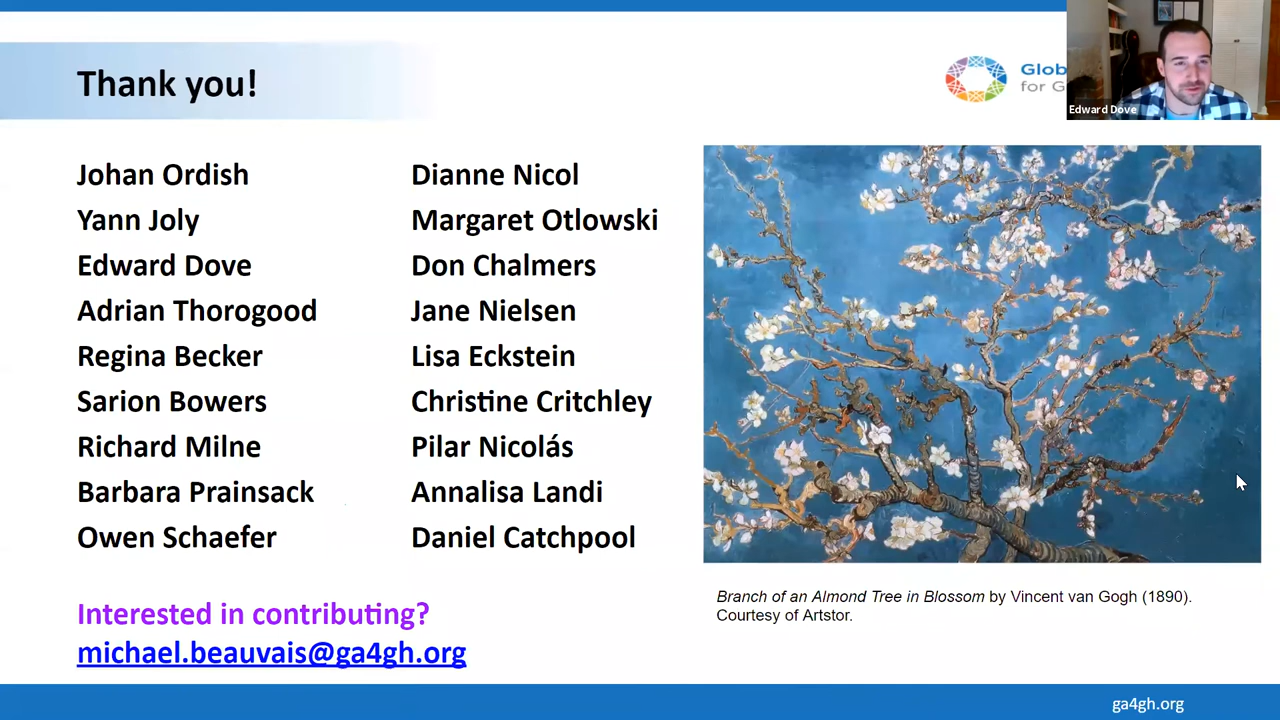 Thank you!
Glob
for G
Edward Dove
Johan Ordish
Yann Joly
Edward Dove
Adrian Thorogood
Regina Becker
Sarion Bowers
Richard Milne
Barbara Prainsack
Owen Schaefer
Dianne Nicol
Margaret Otlowski
Don Chalmers
Jane Nielsen
Lisa Eckstein
Christine Critchley
Pilar Nicolás
Annalisa Landi
Daniel Catchpool
Interested in contributing?
michael.beauvais@ga4gh.org
Branch of an Almond Tree in Blossom by Vincent van Gogh (1890).
Courtesy of Artstor.
ga4gh.org